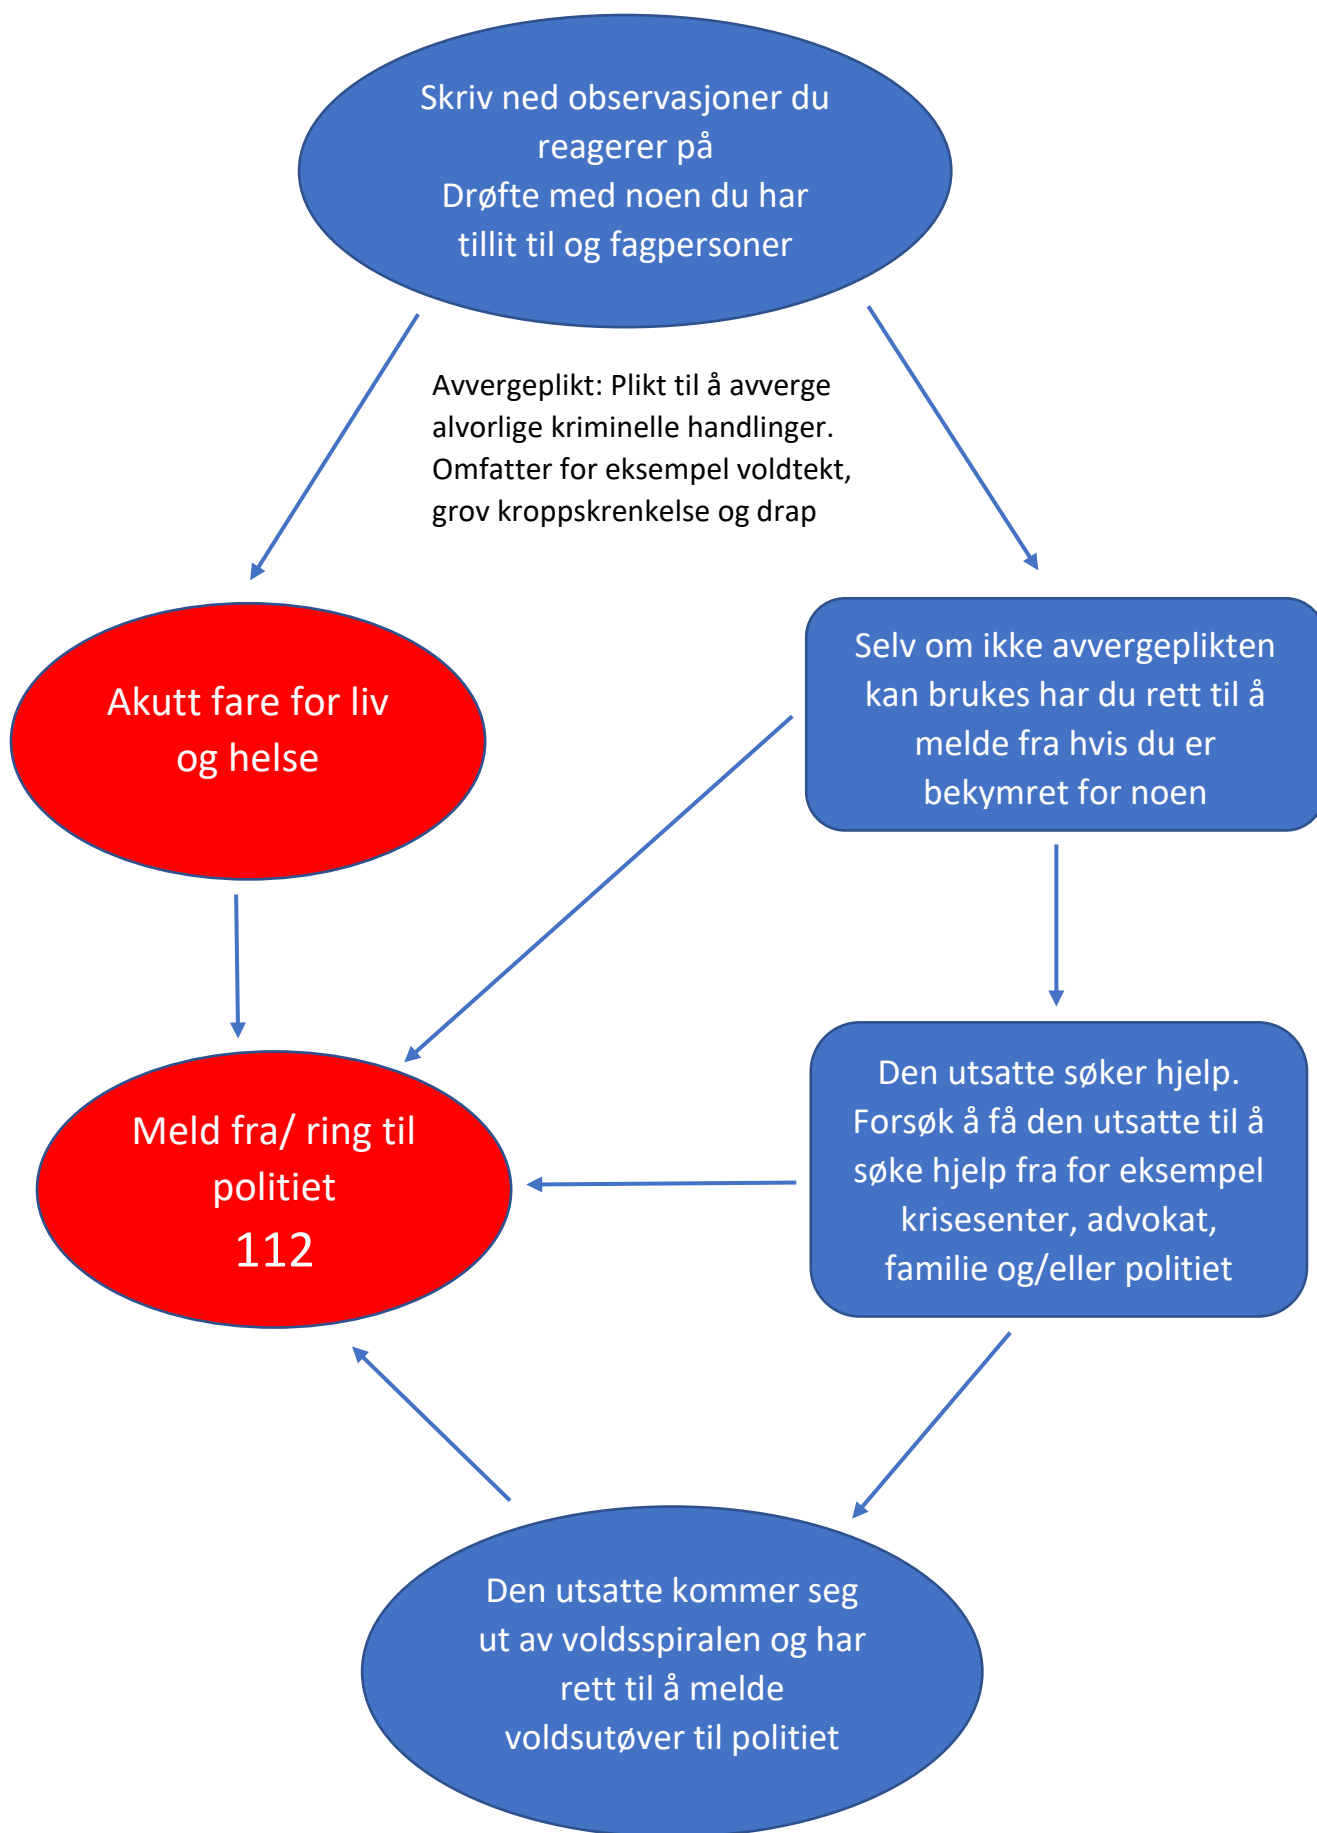 Skriv ned observasjoner du
reagerer på
Drøfte med noen du har
tillit til og fagpersoner
Avvergeplikt: Plikt til å avverge
alvorlige kriminelle handlinger.
Omfatter for eksempel voldtekt,
grov kroppskrenkelse og drap
Akutt fare for liv
og helse
Selv om ikke avvergeplikten
kan brukes har du rett til å
melde fra hvis du er
bekymret for noen
Meld fra/ ring til
politiet
112
Den utsatte søker hjelp.
Forsøk å få den utsatte til å
søke hjelp fra for eksempel
krisesenter, advokat,
familie og/eller politiet
Den utsatte kommer seg
ut av voldsspiralen og har
rett til å melde
voldsutøver til politiet